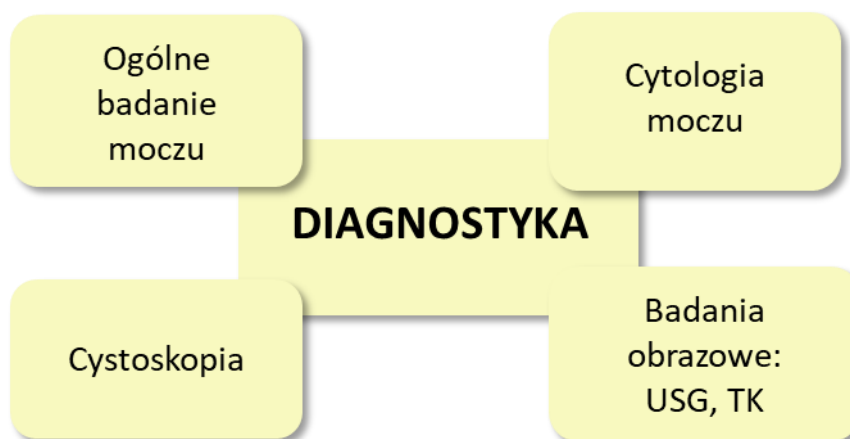 Ogólne
badanie
moczu
Cytologia
moczu
DIAGNOSTYKA
Cystoskopia
Badania
obrazowe:
USG, TK